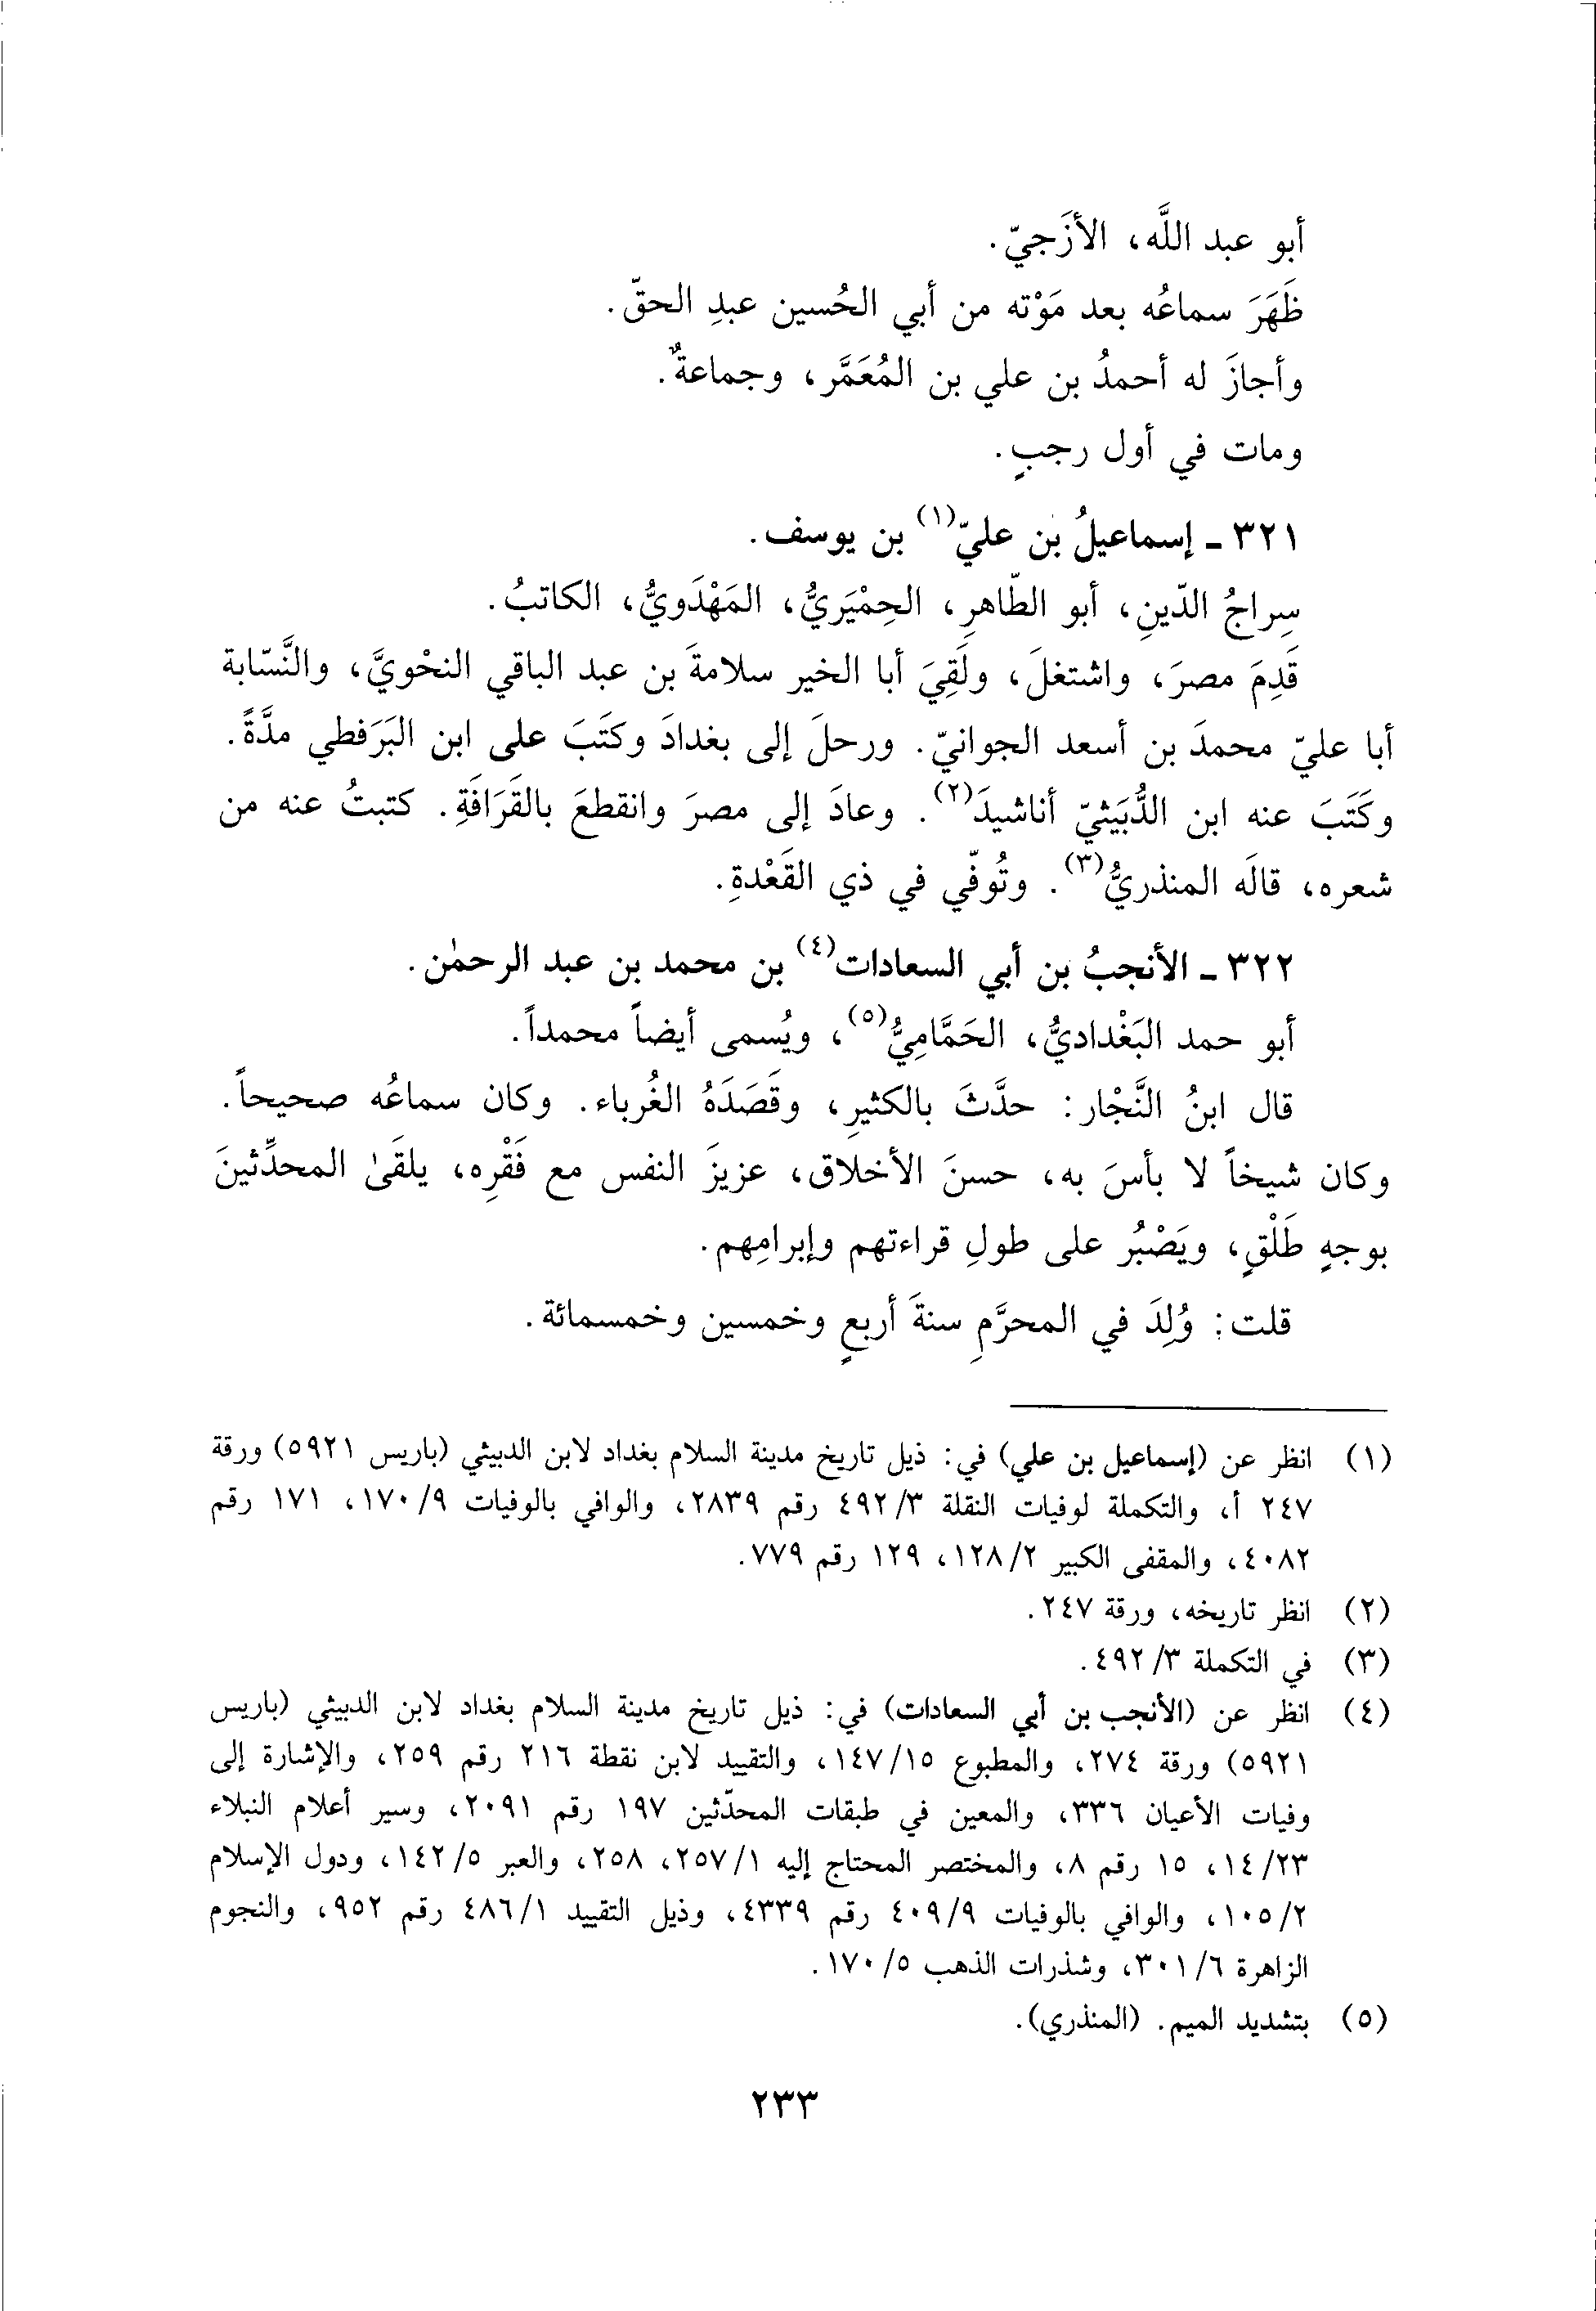 أبو عبد اللَّه، الأزَجيّ.
ظَهَرَ سماعُه بعد مَوْته من أبي الحُسين عبدِ الحقّ.
وأجازَ له أحمدُ بن علي بن المُعَمَّر، وجماعةٌ.
ومات في أول رجبٍ.
٣٢١ ـ إسماعيلُ بن عليّ(١) بن يوسف.
سِراجُ الدّينِ، أبو الطّاهرِ، الحِمْيَريُّ، المَهْدَويُّ، الكاتبُ.
قَدِمَ مصرَ، واشتغلَ، ولَقِيَ أبا الخير سلامةَ بن عبد الباقي النحْويَّ، والنَّسّابة
أبا عليّ محمدَ بن أسعد الجوانيّ. ورحلَ إلى بغدادَ وكَتَبَ على ابن البَرَفطي مدَّةً.
وكَتَبَ عنه ابن الدُّبَيثيّ أناشيدَ(٢). وعادَ إلى مصرَ وانقطعَ بالقَرَافَةِ. كتبتُ عنه من
شعره، قالَه المنذريُّ(٣). وتُوفّي في ذي القَعْدةِ.
٣٢٢ ـ الأنجبُ بن أبي السعادات(٤) بن محمد بن عبد الرحمٰن.
أبو حمد البَغْداديُّ، الحَمَّامِيُّ(٥)، ويُسمى أيضاً محمداً.
قال ابنُ النَّجْار: حدَّثَ بالكثيرِ، وقَصَدَهُ الغُرباء. وكان سماعُه صحيحاً.
وكان شيخاً لا بأسَ به، حسنَ الأخلاق، عزيزَ النفس مع فَقْرِه، يلقَىٰ المحدِّثينَ
بوجهٍ طَلْقٍ، ويَصْبُر على طولِ قراءتهم وإبرامِهم.
قلت: وُلِدَ في المحرَّمِ سنةَ أربعٍ وخمسين وخمسمائة.
(١) انظر عن (إسماعيل بن علي) في: ذيل تاريخ مدينة السلام بغداد لابن الدبيثي (باريس ٥٩٢١) ورقة
٢٤٧ أ، والتكملة لوفيات النقلة ٣/ ٤٩٢ رقم ٢٨٣٩، والوافي بالوفيات ٩/ ١٧٠، ١٧١ رقم
٤٠٨٢، والمقفى الكبير ٢/ ١٢٨، ١٢٩ رقم ٧٧٩.
(٢) انظر تاريخه، ورقة ٢٤٧.
(٣) في التكملة ٣/ ٤٩٢.
(٤) انظر عن (الأنجب بن أبي السعادات) في: ذيل تاريخ مدينة السلام بغداد لابن الدبيثي (باريس
٥٩٢١) ورقة ٢٧٤، والمطبوع ١٥/ ١٤٧، والتقييد لابن نقطة ٢١٦ رقم ٢٥٩، والإشارة إلى
وفيات الأعيان ٣٣٦، والمعين في طبقات المحدّثين ١٩٧ رقم ٢٠٩١، وسير أعلام النبلاء
٢٣/ ١٤، ١٥ رقم ٨، والمختصر المحتاج إليه ١/ ٢٥٧، ٢٥٨، والعبر ٥/ ١٤٢، ودول الإسلام
٢/ ١٠٥، والوافي بالوفيات ٩/ ٤٠٩ رقم ٤٣٣٩، وذيل التقييد ١/ ٤٨٦ رقم ٩٥٢، والنجوم
الزاهرة ٦/ ٣٠١، وشذرات الذهب ٥/ ١٧٠.
(٥) بتشديد الميم. (المنذري).
٢٣٣